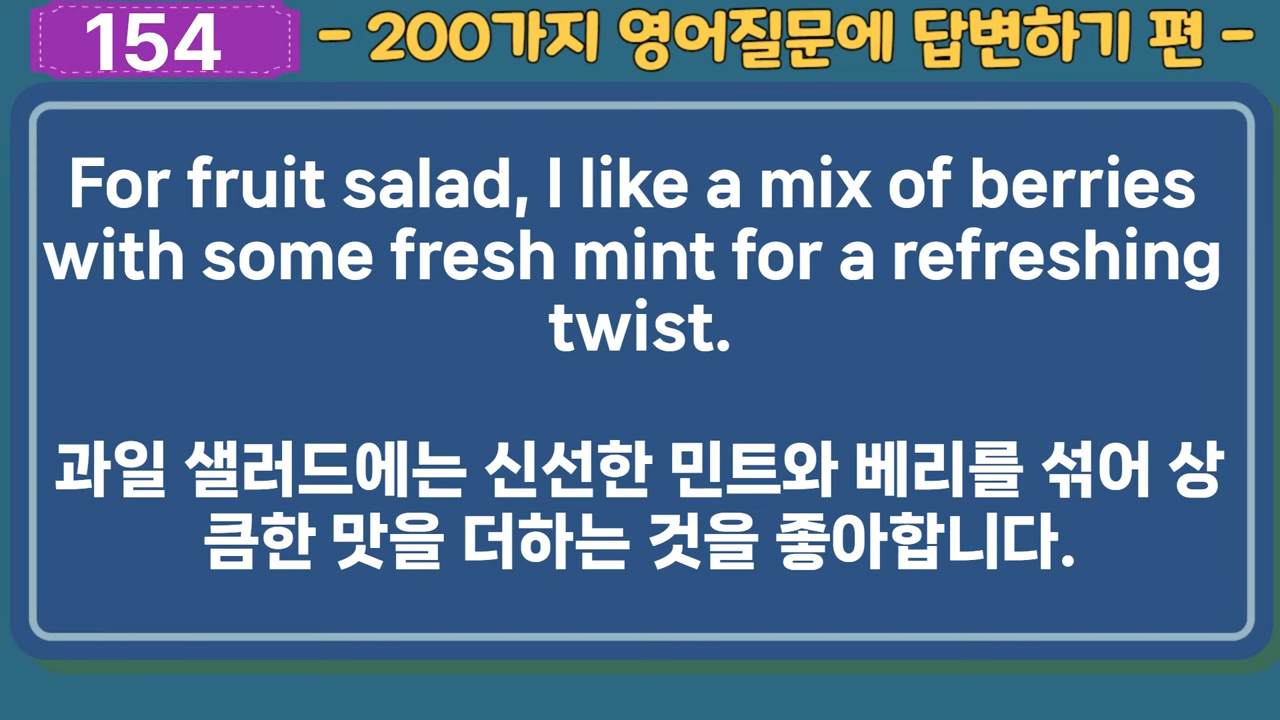 154
- 200가지 영어질문에 답변하기 편 -
For fruit salad, I like a mix of berries
with some fresh mint for a refreshing
twist.
과일 샐러드에는 신선한 민트와 베리를 섞어 상
큼한 맛을 더하는 것을 좋아합니다.